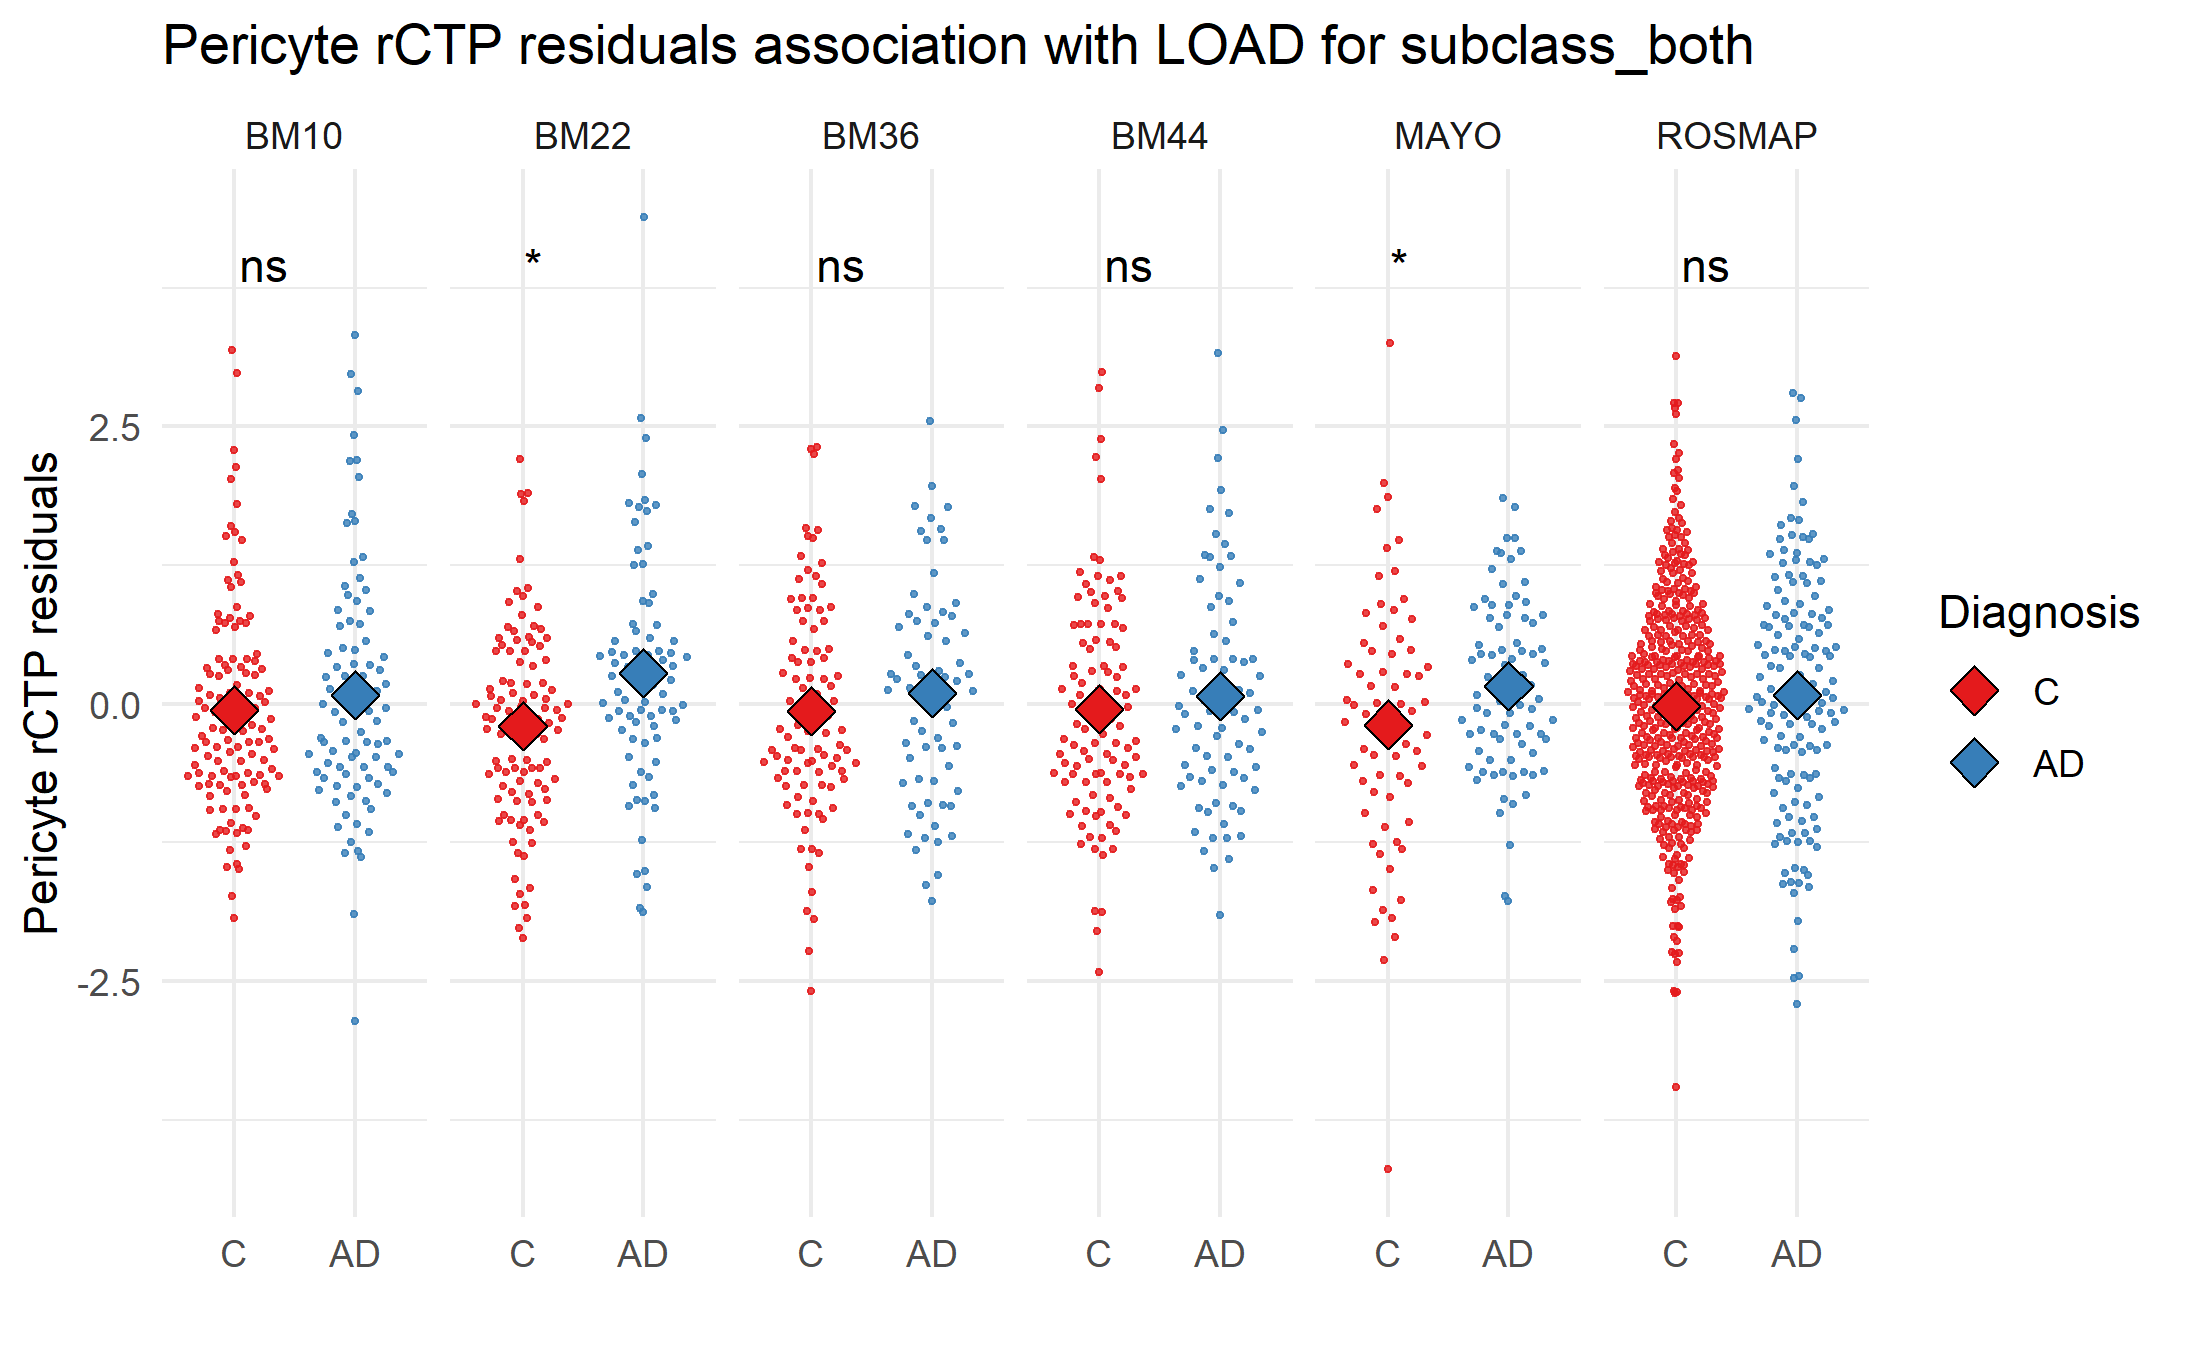 Pericyte rCTP residuals association with LOAD for subclass_both
BM10 BM22 BM36 BM44 MAYO ROSMAP
ns * ns ns * ns
2.5
0.0
-2.5
Pericyte rCTP residuals
C AD C AD C AD C AD C AD C AD
Diagnosis
C
AD